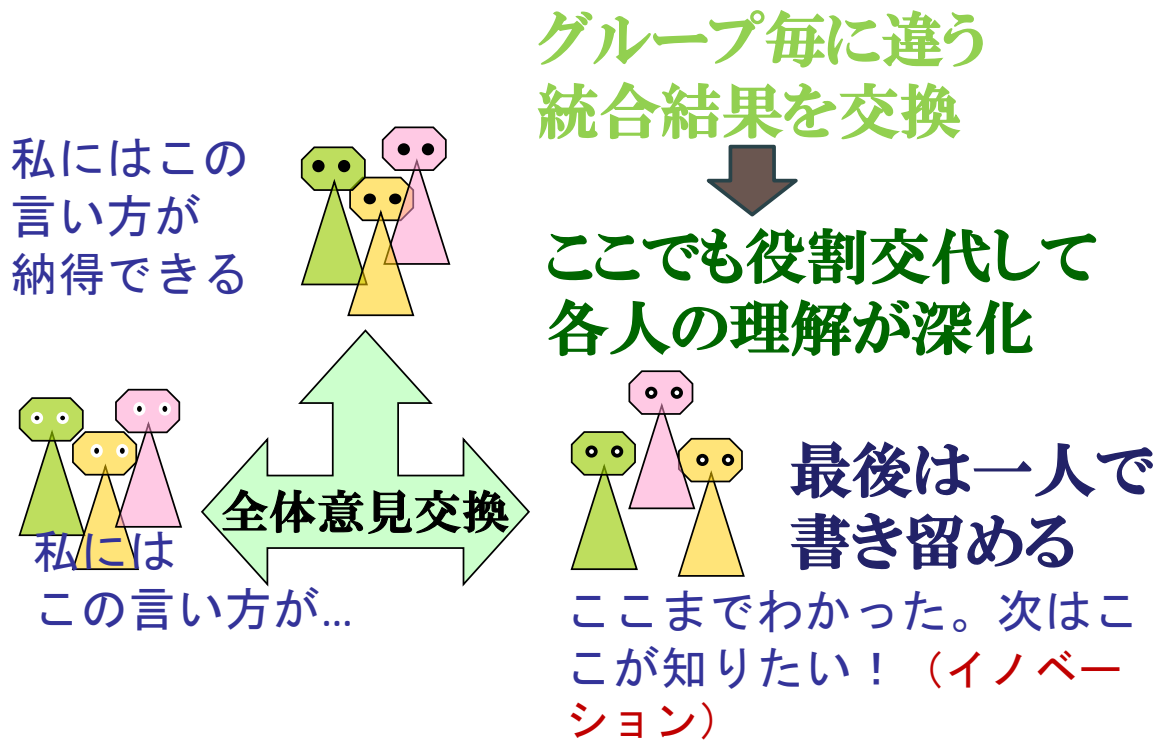 グループ毎に違う
統合結果を交換
私にはこの
言い方が
納得できる
ここでも役割交代して
各人の理解が深化
全体意見交換
私には
この言い方が…
最後は一人で
書き留める
ここまでわかった。次はこ
こが知りたい！（イノベー
ション）